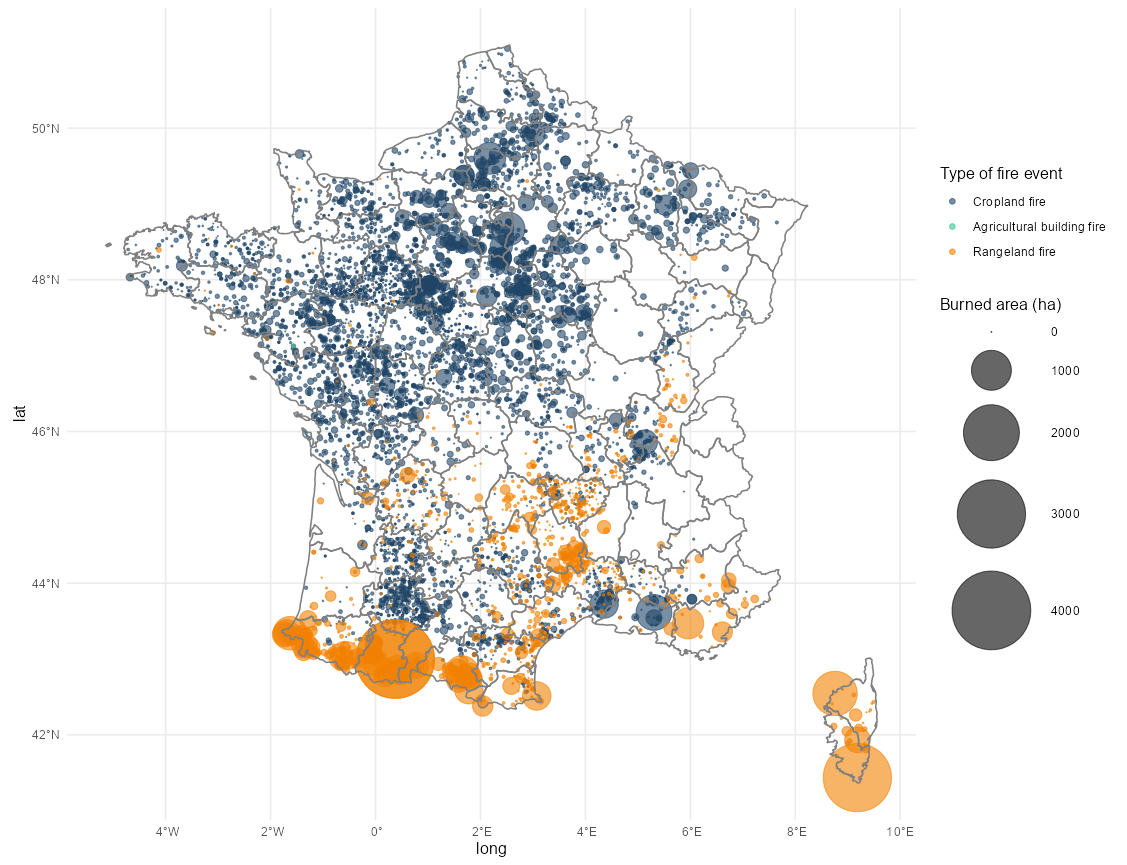 50°N
48°N
46°N
44°N
42°N
lat
4°W
2°W
0°
2°E
4°E
6°E
8°E
10°E
long
Type of fire event
Cropland fire
Agricultural building fire
Rangeland fire
Burned area (ha)
0
1000
2000
3000
4000